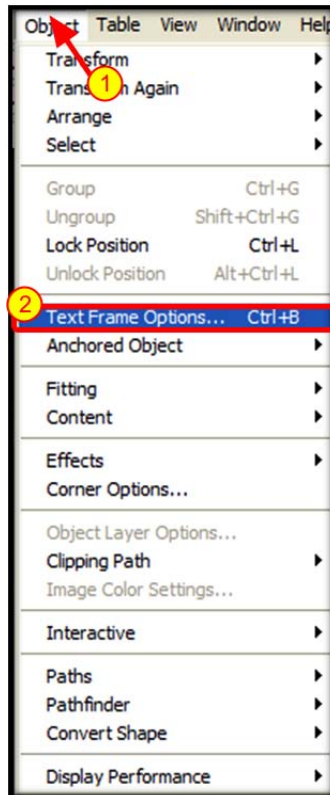 Object Table View Window Help
1
Transform
Transform Again
Arrange
Select
Group Ctrl+G
Ungroup Shift+Ctrl+G
Lock Position Ctrl+L
Unlock Position Alt+Ctrl+L
2
Text Frame Options... Ctrl+B
Anchored Object
Fitting
Content
Effects
Corner Options...
Object Layer Options...
Clipping Path
Image Color Settings...
Interactive
Paths
Pathfinder
Convert Shape
Display Performance